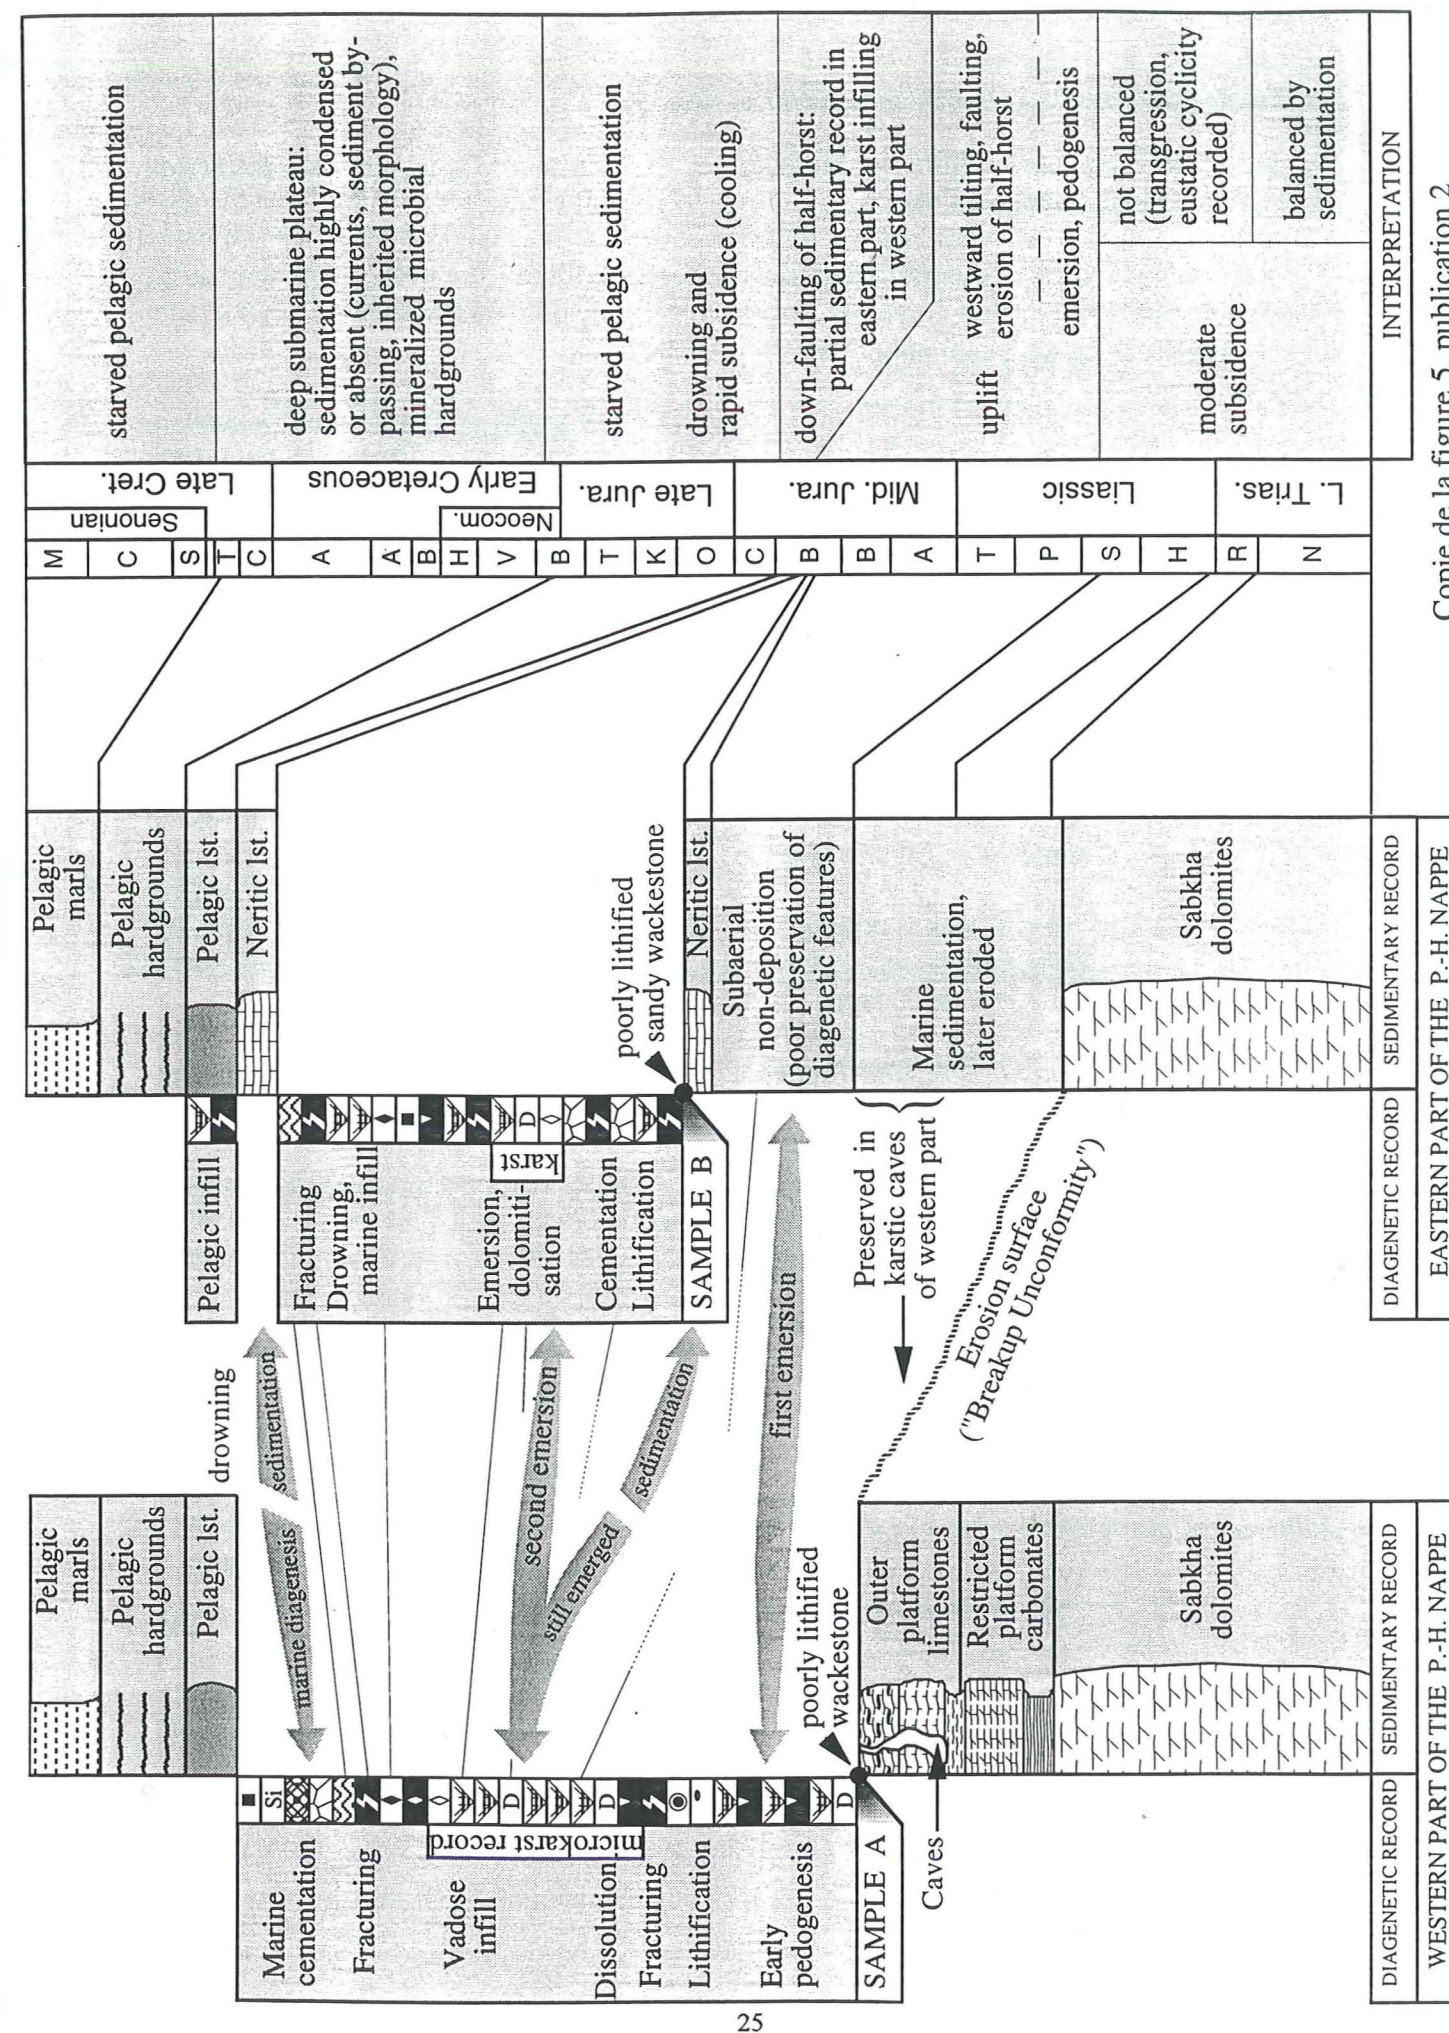 Pelagic
marls
Pelagic
hardgrounds
Pelagic lst.
drowning
marine diagenesis
sedimentation
Si
D
D
D
Marine
cementation
Fracturing
Vadose
infill
microkarst record
Dissolution
Fracturing
Lithification
Early
pedogenesis
SAMPLE A
Caves
poorly lithified
wackestone
Outer
platform
limestones
Restricted
platform
carbonates
Sabkha
dolomites
DIAGENETIC RECORD
SEDIMENTARY RECORD
WESTERN PART OF THE P.-H. NAPPE
second emersion
still emerged
sedimentation
first emersion
Preserved in
karstic caves
of western part
Erosion surface
("Breakup Unconformity")
Pelagic infill
Fracturing
Drowning,
marine infill
Emersion,
dolomiti-
sation
karst
D
Cementation
Lithification
SAMPLE B
poorly lithified
sandy wackestone
Pelagic
marls
Pelagic
hardgrounds
Pelagic lst.
Neritic lst.
Neritic lst.
Subaerial
non-deposition
(poor preservation of
diagenetic features)
Marine
sedimentation,
later eroded
Sabkha
dolomites
DIAGENETIC RECORD
SEDIMENTARY RECORD
EASTERN PART OF THE P.-H. NAPPE
M
C
S
T
C
A
A
B
H
V
B
T
K
O
C
B
B
A
T
P
S
H
R
N
Senonian
Neocom.
Late Cret.
Early Cretaceous
Late Jura.
Mid. Jura.
Liassic
L. Trias.
starved pelagic sedimentation
deep submarine plateau:
sedimentation highly condensed
or absent (currents, sediment by-
passing, inherited morphology),
mineralized microbial
hardgrounds
starved pelagic sedimentation
drowning and
rapid subsidence (cooling)
down-faulting of half-horst:
partial sedimentary record in
eastern part, karst infilling
in western part
uplift
westward tilting, faulting,
erosion of half-horst
emersion, pedogenesis
moderate
subsidence
not balanced
(transgression,
eustatic cyclicity
recorded)
balanced by
sedimentation
INTERPRETATION
Copie de la figure 5, publication 2
25